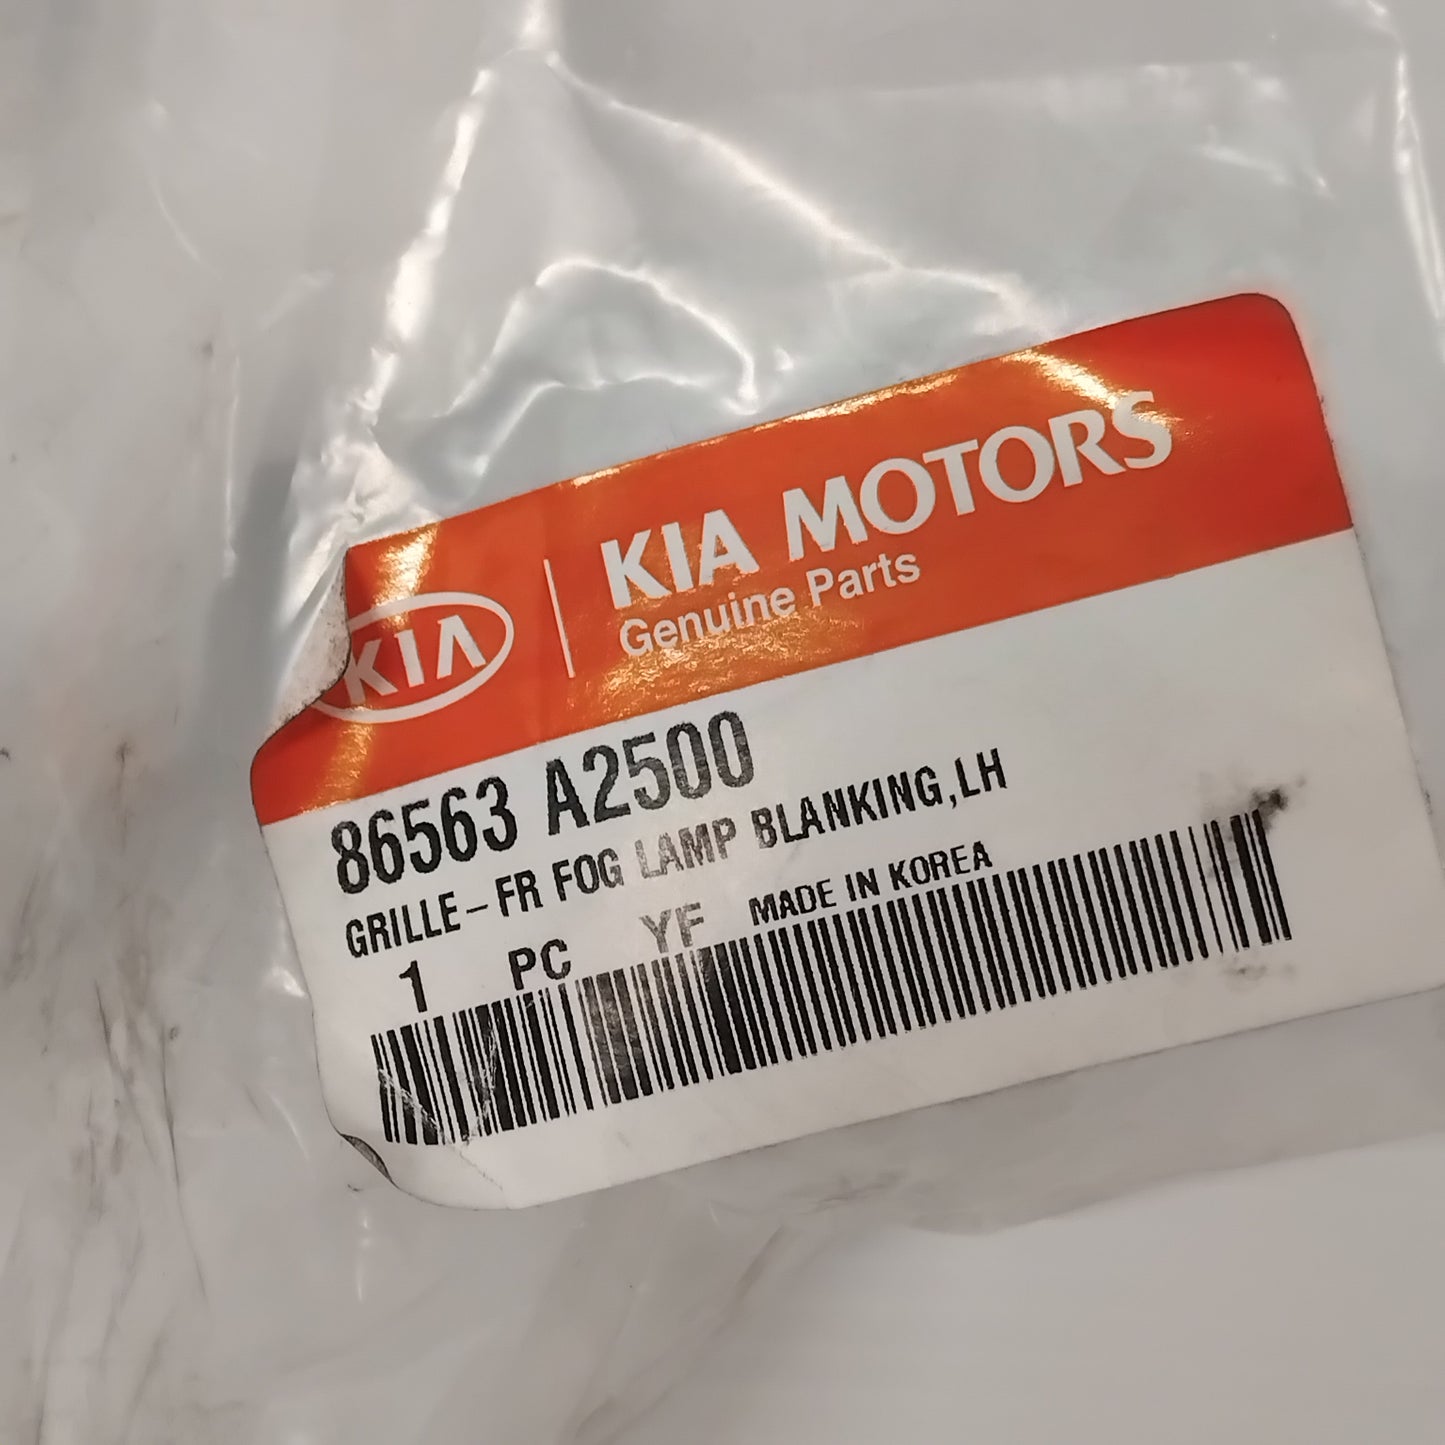 KIA
KIA MOTORS
Genuine Parts
86563 A2500
GRILLE-FR FOG LAMP BLANKING,LH
1 PC YF MADE IN KOREA